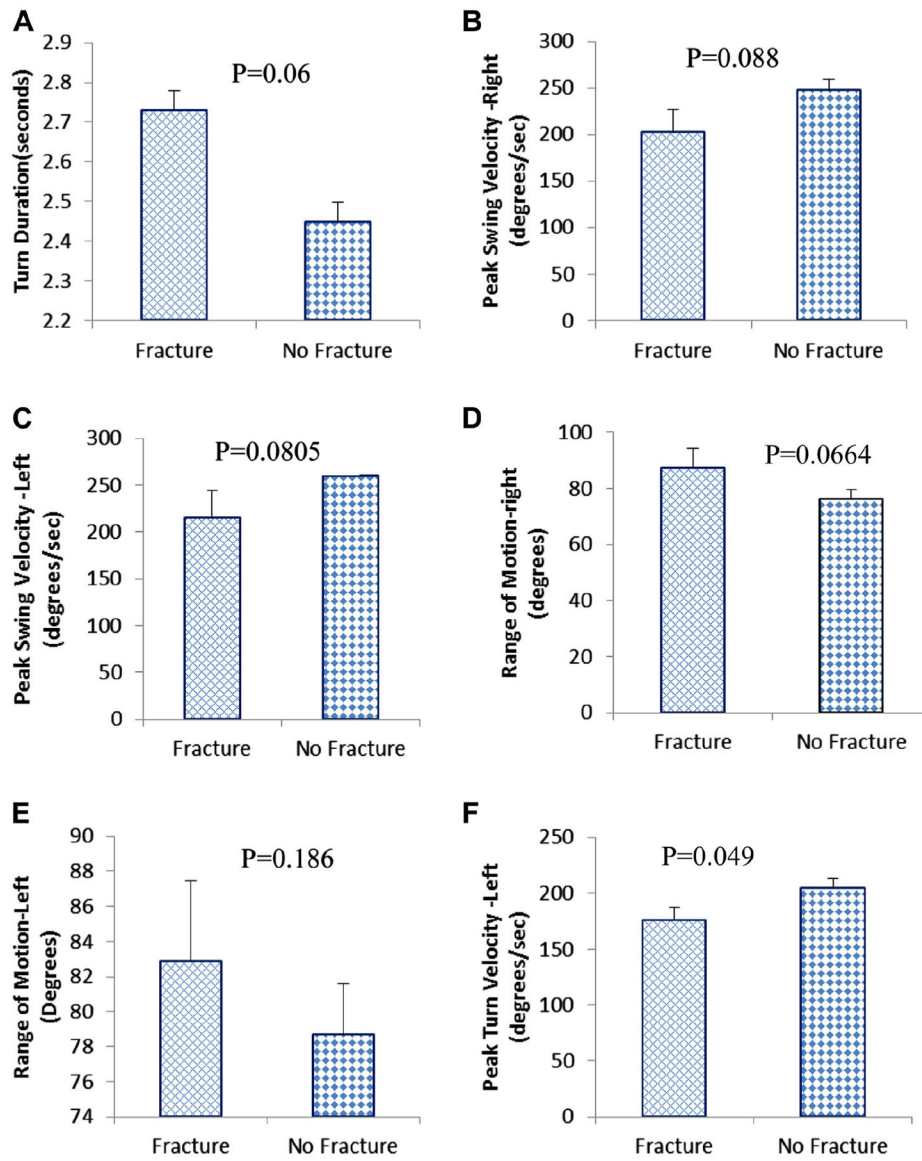 A
Turn Duration(seconds)
2.9
2.8
2.7
2.6
2.5
2.4
2.3
2.2
P=0.06
Fracture
No Fracture
B
Peak Swing Velocity -Right
(degrees/sec)
300
250
200
150
100
50
0
P=0.088
Fracture
No Fracture
C
Peak Swing Velocity -Left
(degrees/sec)
300
250
200
150
100
50
0
P=0.0805
Fracture
No Fracture
D
Range of Motion-right
(degrees)
100
80
60
40
20
0
P=0.0664
Fracture
No Fracture
E
Range of Motion-Left
(Degrees)
90
88
86
84
82
80
78
76
74
P=0.186
Fracture
No Fracture
F
Peak Turn Velocity -Left
(degrees/sec)
250
200
150
100
50
0
P=0.049
Fracture
No Fracture